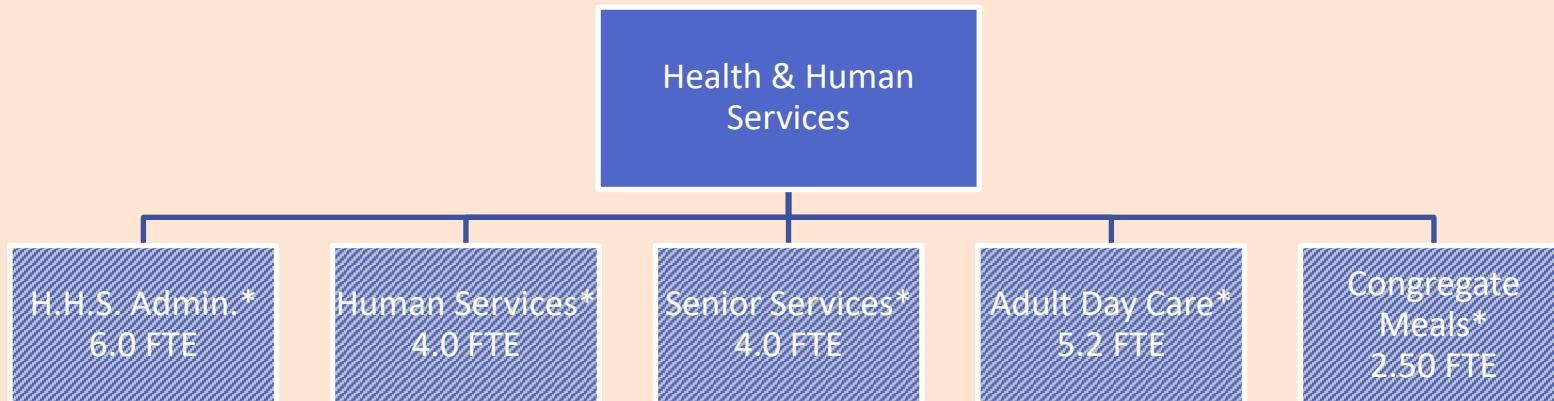 Health & Human
Services
H.H.S. Admin.*
6.0 FTE
Human Services*
4.0 FTE
Senior Services*
4.0 FTE
Adult Day Care*
5.2 FTE
Congregate
Meals*
2.50 FTE